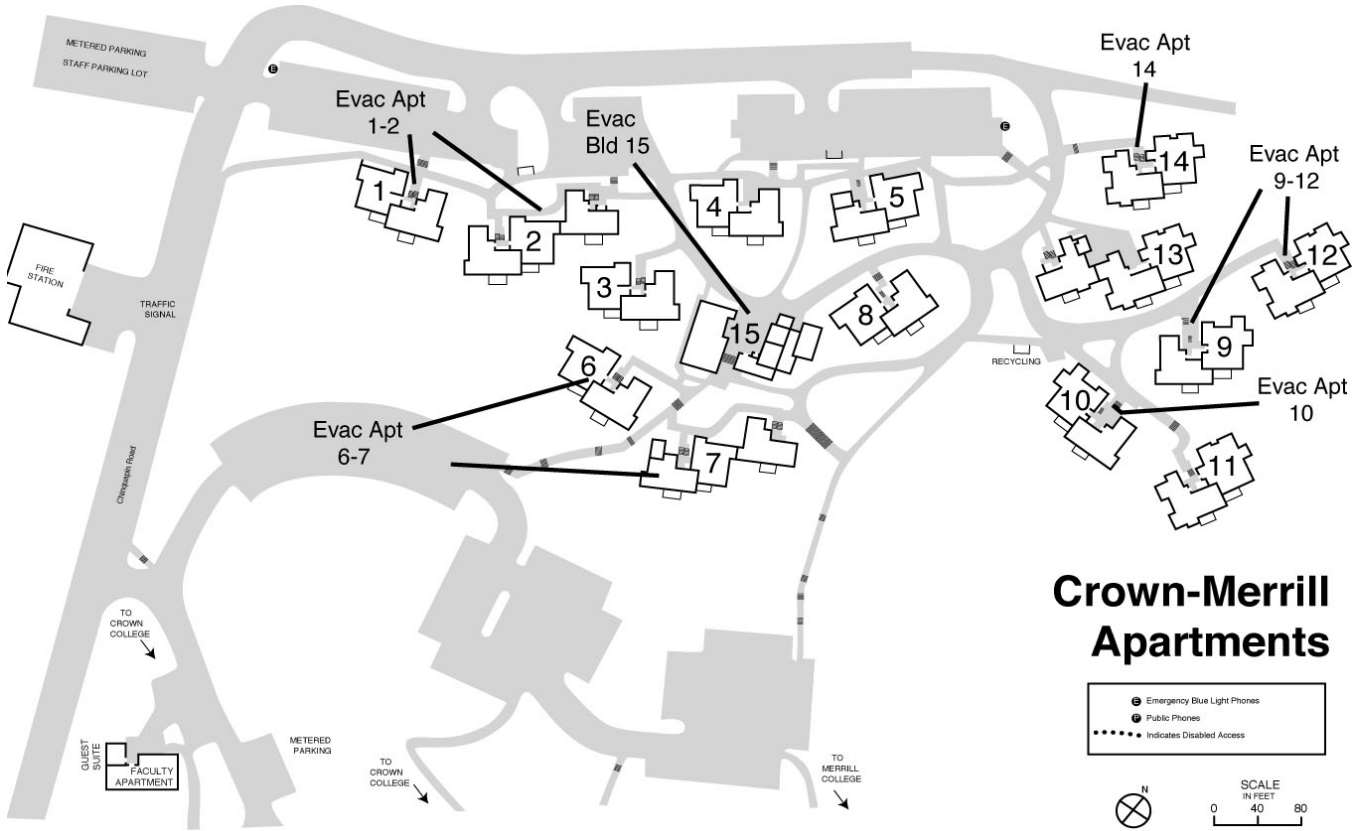 METERED PARKING
STAFF PARKING LOT
E
Evac Apt
1-2
Evac
Bld 15
E
Evac Apt
14
Evac Apt
9-12
1
2
3
4
5
14
13
12
FIRE
STATION
TRAFFIC
SIGNAL
15
8
9
RECYCLING
6
10
Evac Apt
10
Evac Apt
6-7
7
11
Chinquapin Road
TO
CROWN
COLLEGE
Crown-Merrill
Apartments
E Emergency Blue Light Phones
P Public Phones
Indicates Disabled Access
GUEST
SUITE
FACULTY
APARTMENT
METERED
PARKING
TO
CROWN
COLLEGE
TO
MERRILL
COLLEGE
N
SCALE
IN FEET
0 40 80